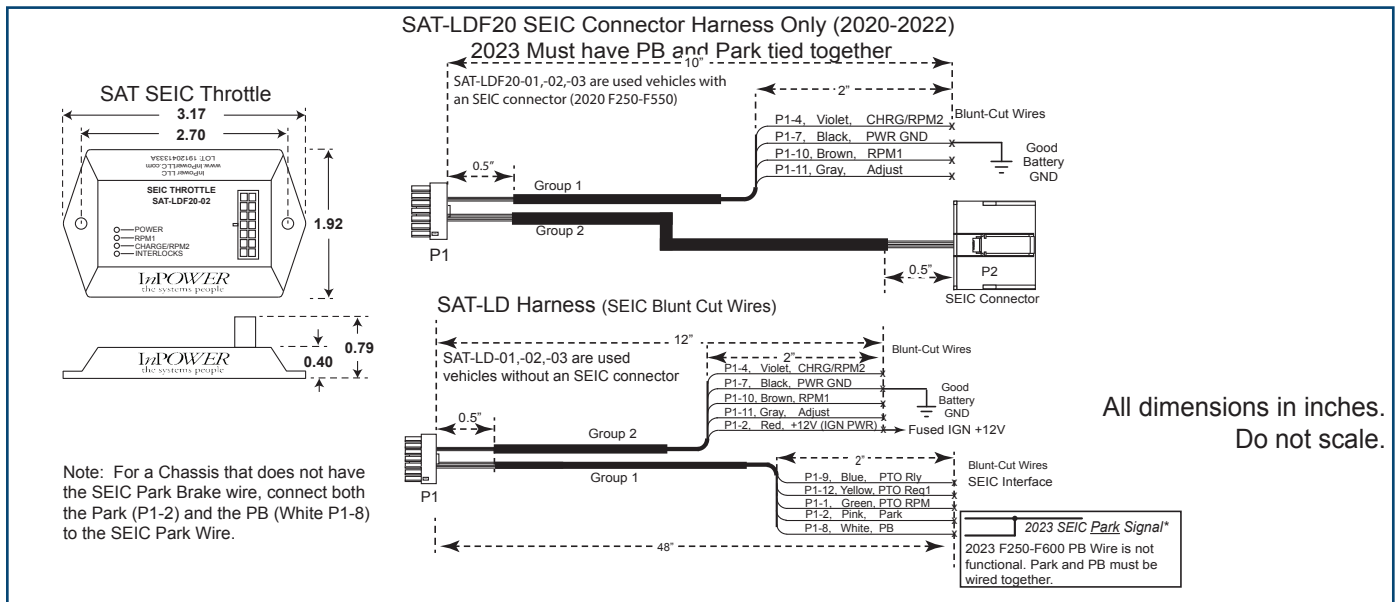 SAT-LDF20 SEIC Connector Harness Only (2020-2022)
2023 Must have PB and Park tied together
10"
SAT-LDF20-01,-02,-03 are used vehicles with
an SEIC connector (2020 F250-F550)
2"
Blunt-Cut Wires
P1-4, Violet, CHRG/RPM2
P1-7, Black, PWR GND
P1-10, Brown, RPM1
P1-11, Gray, Adjust
Good
Battery
GND
0.5"
Group 1
Group 2
P1
0.5"
P2
SEIC Connector
SAT SEIC Throttle
3.17
2.70
LOT: 1912041333A
www.InPowerLLC.com
InPower LLC
SEIC THROTTLE
SAT-LDF20-02
POWER
RPM1
CHARGE/RPM2
INTERLOCKS
InPOWER
the systems people
1.92
InPOWER
the systems people
0.40
0.79
Note: For a Chassis that does not have
the SEIC Park Brake wire, connect both
the Park (P1-2) and the PB (White P1-8)
to the SEIC Park Wire.
SAT-LD Harness (SEIC Blunt Cut Wires)
12"
SAT-LD-01,-02,-03 are used
vehicles without an SEIC connector
2"
Blunt-Cut Wires
P1-4, Violet, CHRG/RPM2
P1-7, Black, PWR GND
P1-10, Brown, RPM1
P1-11, Gray, Adjust
P1-2, Red, +12V (IGN PWR)
Good
Battery
GND
Fused IGN +12V
0.5"
Group 2
Group 1
P1
2"
Blunt-Cut Wires
SEIC Interface
P1-9, Blue, PTO Rly
P1-12, Yellow, PTO Req1
P1-1, Green, PTO RPM
P1-2, Pink, Park
P1-8, White, PB
48"
2023 SEIC Park Signal*
2023 F250-F600 PB Wire is not
functional. Park and PB must be
wired together.
All dimensions in inches.
Do not scale.